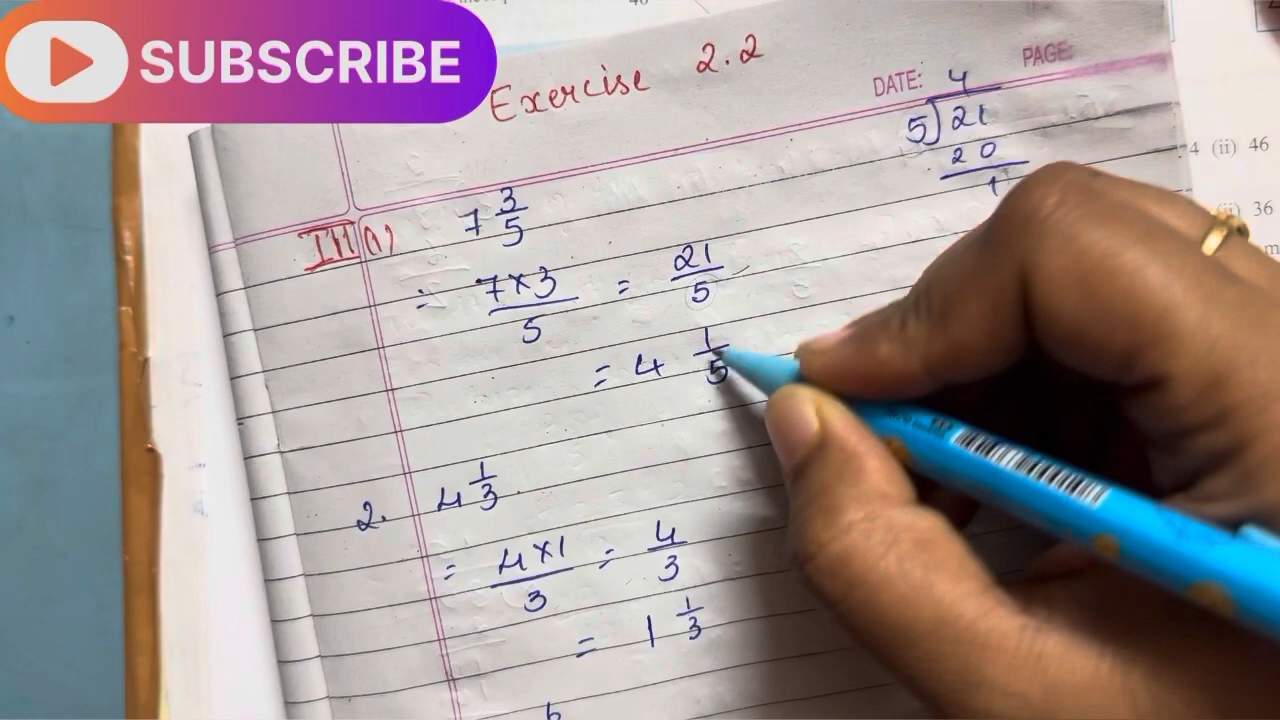 SUBSCRIBE
Exercise 2.2
DATE:
PAGE:
4
5)21
20
1
4 (ii) 46
(ii) 36
III (1) 7 3/5
= 7×3/5 = 21/5
= 4 1/5
2. 4 1/3
= 4×1/3 = 4/3
= 1 1/3